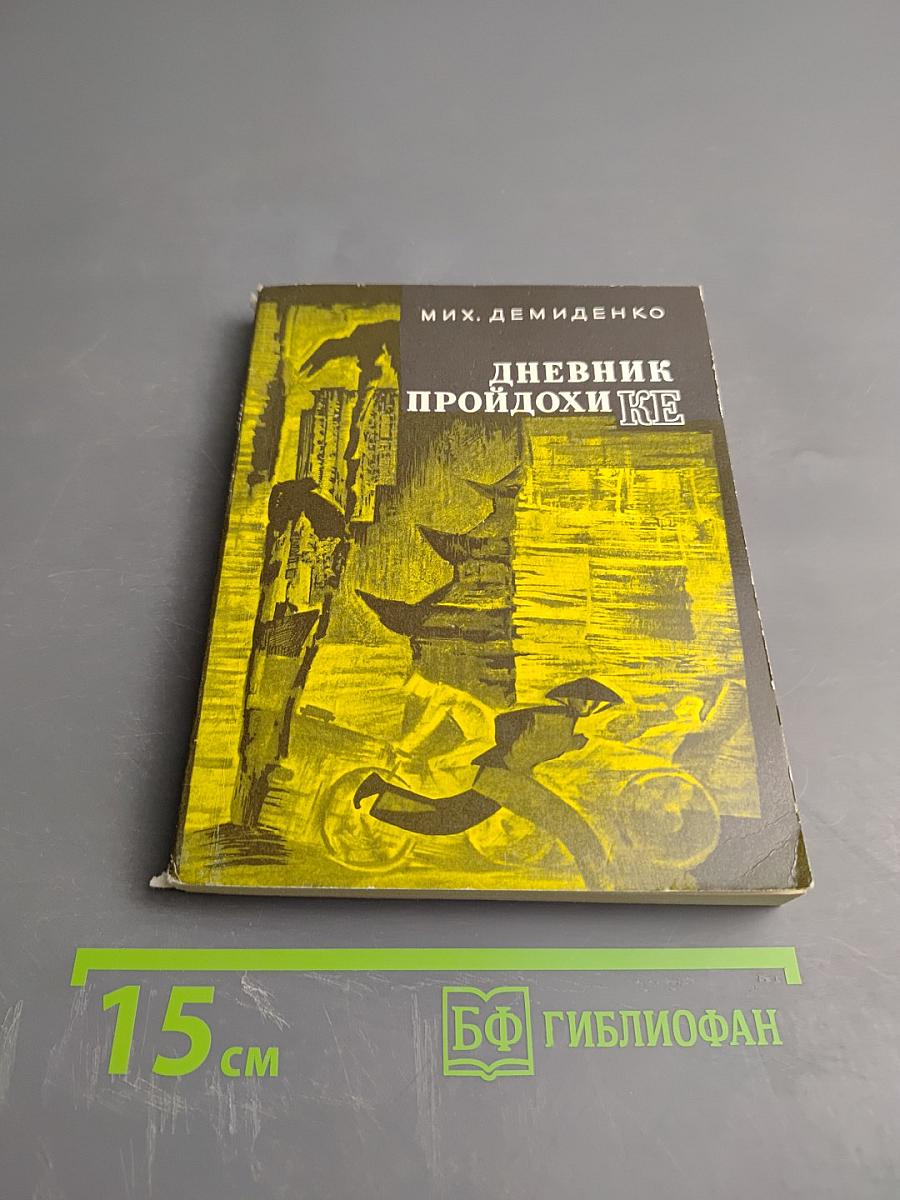 МИХ. ДЕМИДЕНКО
ДНЕВНИК
ПРОЙДОХИ КЕ
15 см
БФ ГИБЛИОФАН